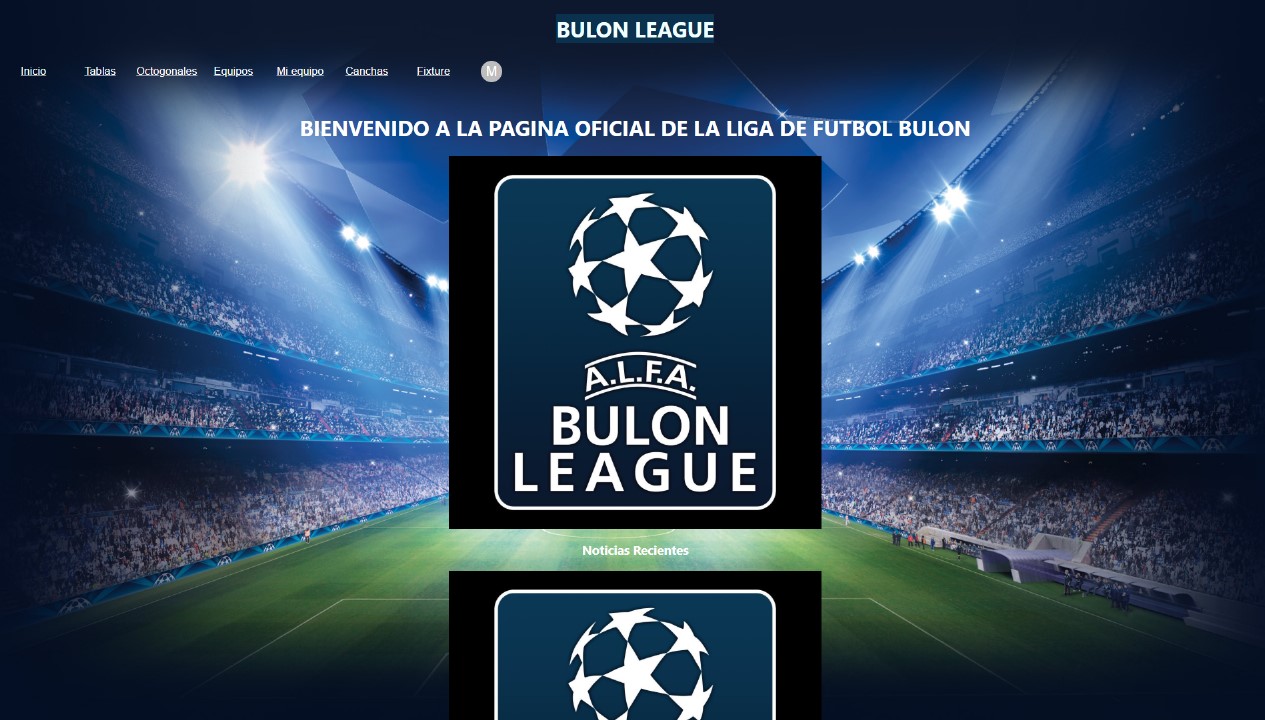 BULON LEAGUE
Inicio Tablas Octogonales Equipos Mi equipo Canchas Fixture M
BIENVENIDO A LA PAGINA OFICIAL DE LA LIGA DE FUTBOL BULON
A.L.F.A.
BULON
LEAGUE
Noticias Recientes